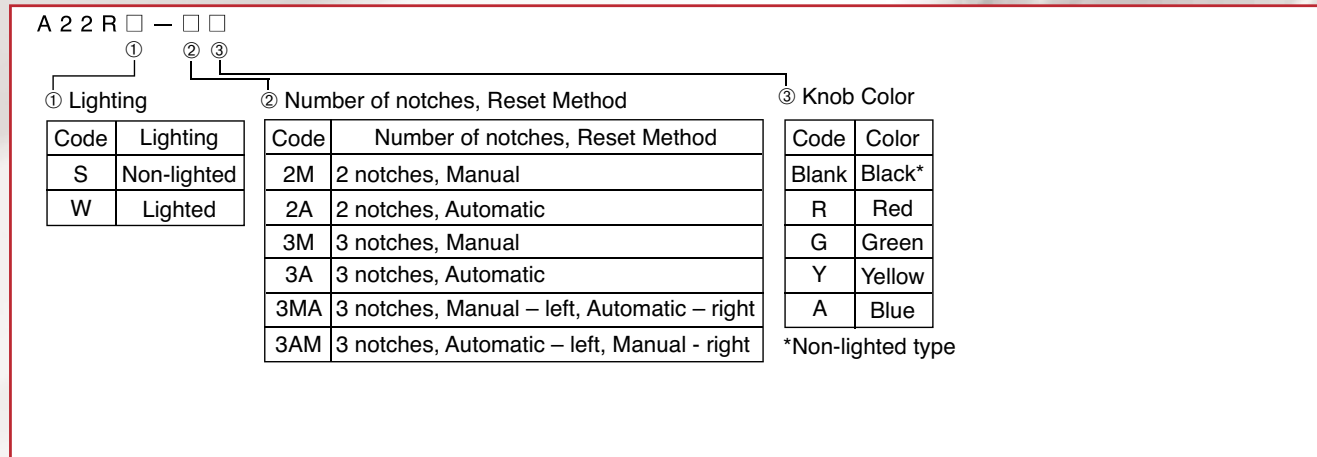 A22R□ – □□
① ② ③
① Lighting
Code Lighting
S Non-lighted
W Lighted
② Number of notches, Reset Method
Code Number of notches, Reset Method
2M 2 notches, Manual
2A 2 notches, Automatic
3M 3 notches, Manual
3A 3 notches, Automatic
3MA 3 notches, Manual – left, Automatic – right
3AM 3 notches, Automatic – left, Manual - right
③ Knob Color
Code Color
Blank Black*
R Red
G Green
Y Yellow
A Blue
*Non-lighted type